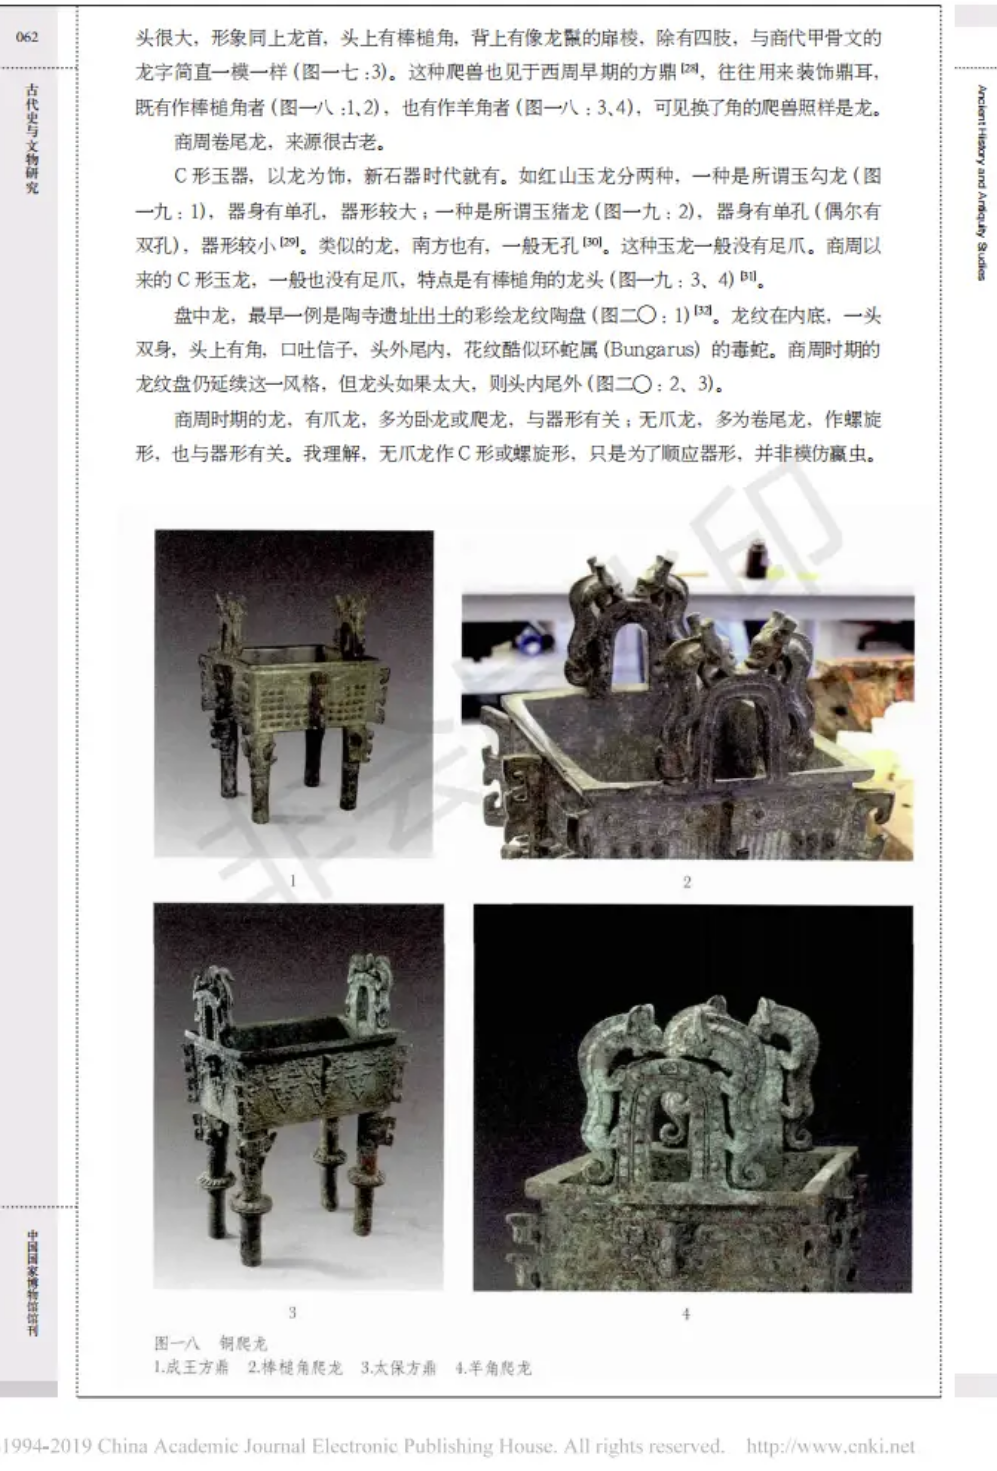 062
古代史与文物研究
Ancient History and Antiquity Studies
头很大，形象同上龙首，头上有棒槌角，背上有像龙鬣的扉棱，除有四肢，与商代甲骨文的
龙字简直一模一样（图一七：3）。这种爬兽也见于西周早期的方鼎[28]，往往用来装饰鼎耳，
既有作棒槌角者（图一八：1、2），也有作羊角者（图一八：3、4），可见换了角的爬兽照样是龙。
商周卷尾龙，来源很古老。
C 形玉器，以龙为饰，新石器时代就有。如红山玉龙分两种，一种是所谓玉勾龙（图
一九：1），器身有单孔，器形较大；一种是所谓玉猪龙（图一九：2），器身有单孔（偶尔有
双孔），器形较小[29]。类似的龙，南方也有，一般无孔[30]。这种玉龙一般没有足爪。商周以
来的 C 形玉龙，一般也没有足爪，特点是有棒槌角的龙头（图一九：3、4）[31]。
盘中龙，最早一例是陶寺遗址出土的彩绘龙纹陶盘（图二〇：1）[32]。龙纹在内底，一头
双身，头上有角，口吐信子，头外尾内，花纹酷似环蛇属（Bungarus）的毒蛇。商周时期的
龙纹盘仍延续这一风格，但龙头如果太大，则头内尾外（图二〇：2、3）。
商周时期的龙，有爪龙，多为卧龙或爬龙，与器形有关；无爪龙，多为卷尾龙，作螺旋
形，也与器形有关。我理解，无爪龙作 C 形或螺旋形，只是为了顺应器形，并非模仿蠃虫。
1
2
3
4
图一八 铜爬龙
1.成王方鼎 2.棒槌角爬龙 3.太保方鼎 4.羊角爬龙
中国国家博物馆馆刊
1994-2019 China Academic Journal Electronic Publishing House. All rights reserved. http://www.cnki.net